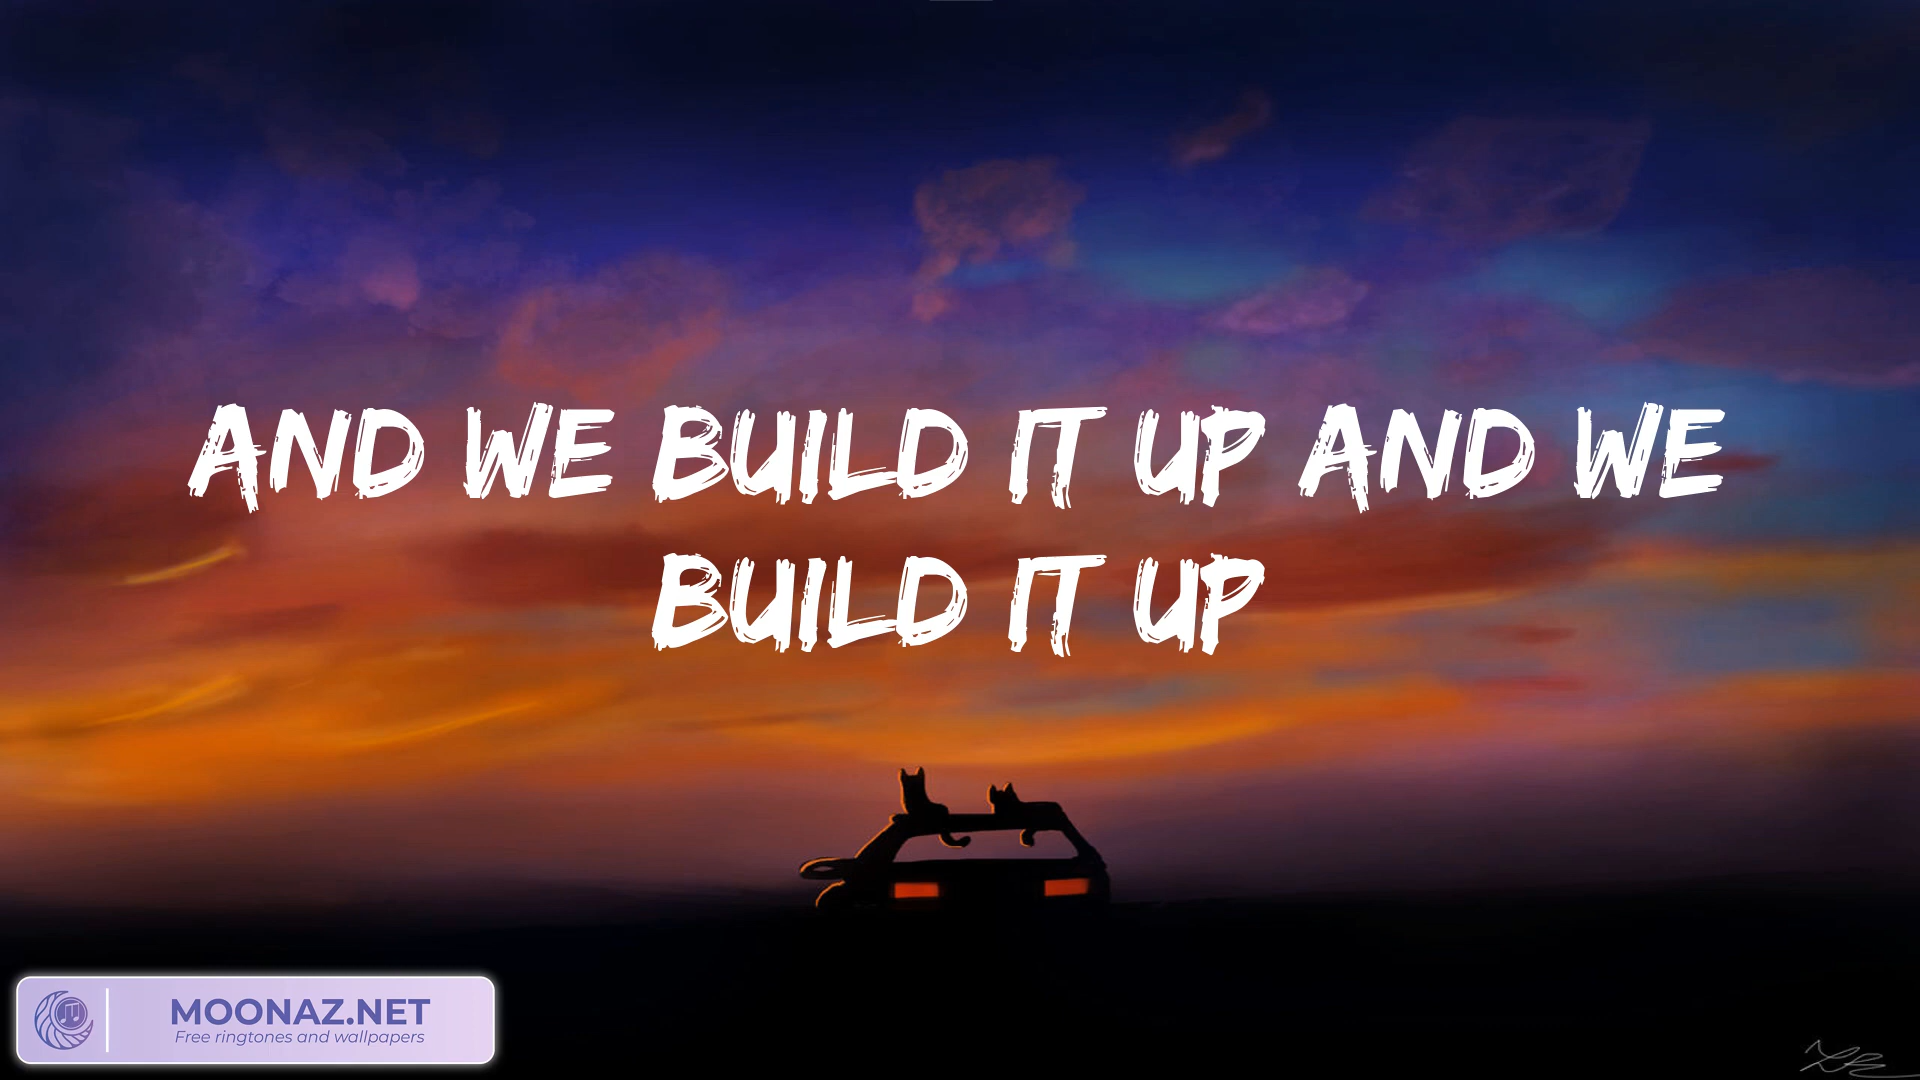 AND WE BUILD IT UP AND WE
BUILD IT UP
MOONAZ.NET
Free ringtones and wallpapers